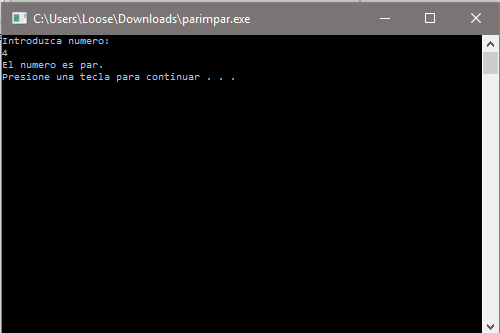 C:\Users\Loose\Downloads\parimpar.exe
Introduzca numero:
4
El numero es par.
Presione una tecla para continuar . . .